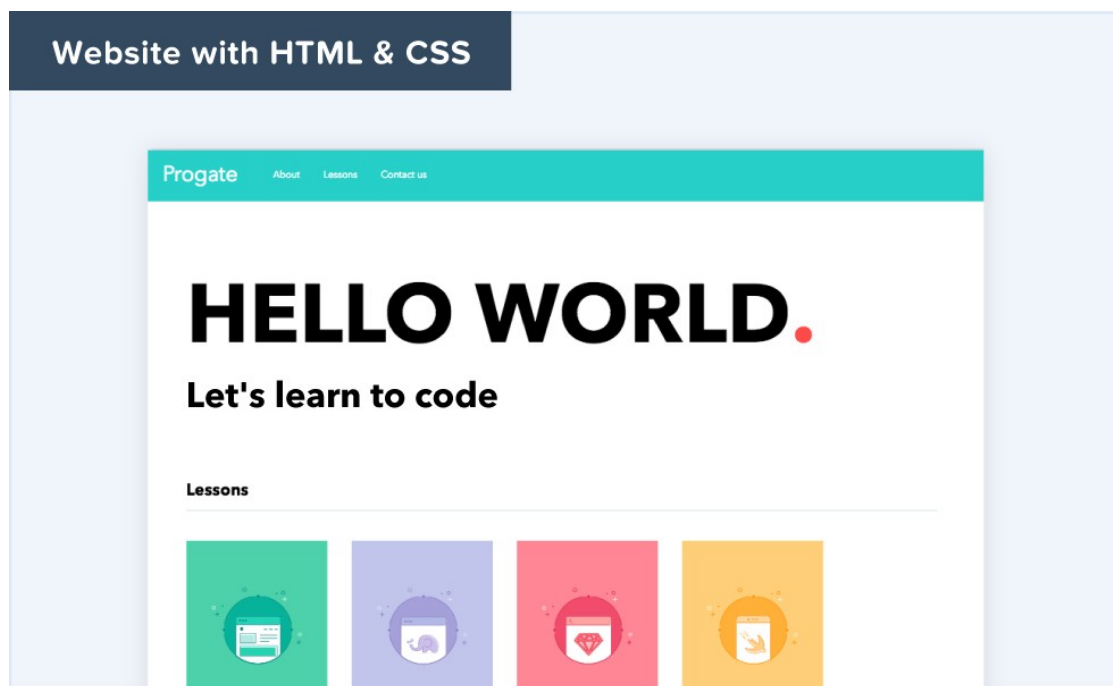 Website with HTML & CSS
Progate About Lessons Contact us
HELLO WORLD.
Let's learn to code
Lessons